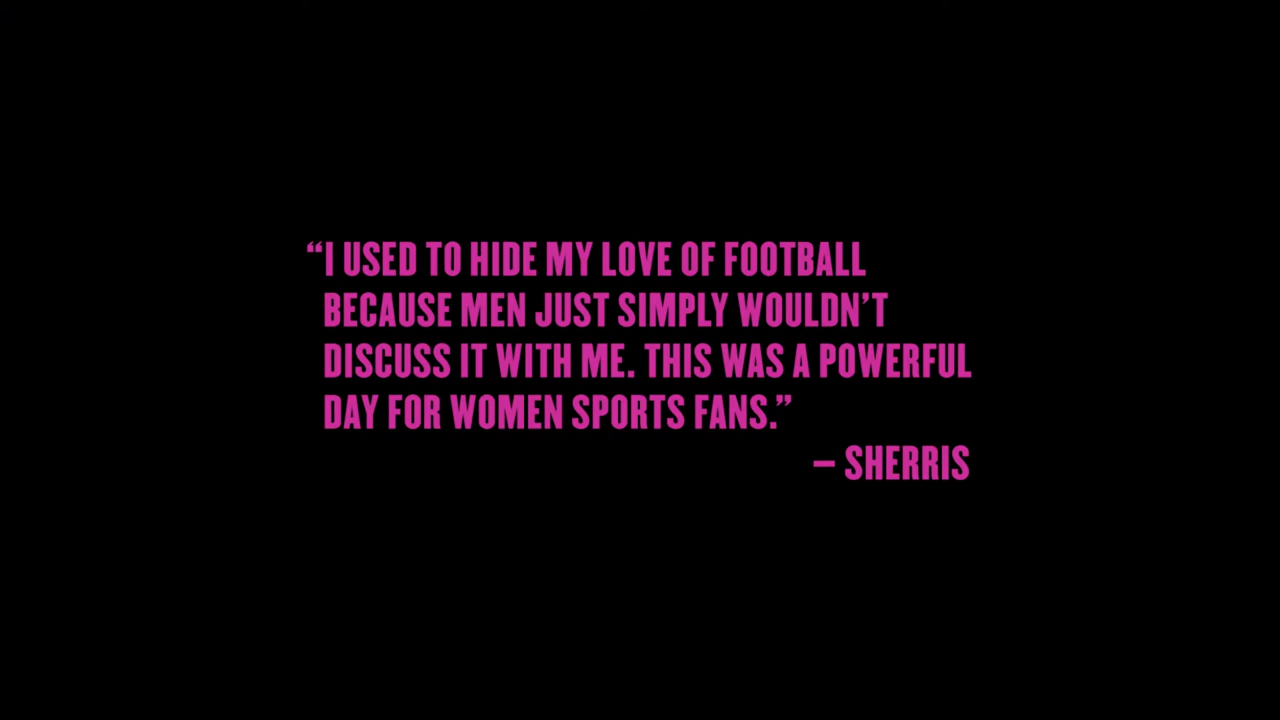 “I USED TO HIDE MY LOVE OF FOOTBALL
BECAUSE MEN JUST SIMPLY WOULDN’T
DISCUSS IT WITH ME. THIS WAS A POWERFUL
DAY FOR WOMEN SPORTS FANS.”
– SHERRIS